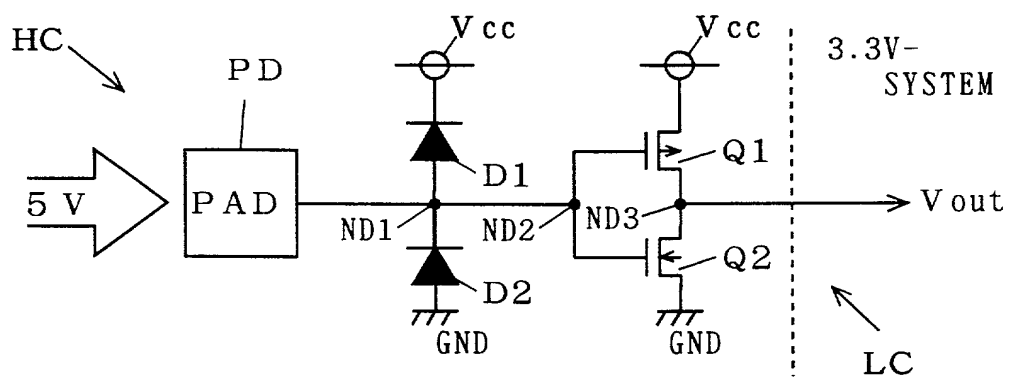 HC
PD
5 V
PAD
Vcc
D1
ND1
D2
GND
ND2
Vcc
Q1
ND3
Q2
GND
3.3V-
SYSTEM
Vout
LC